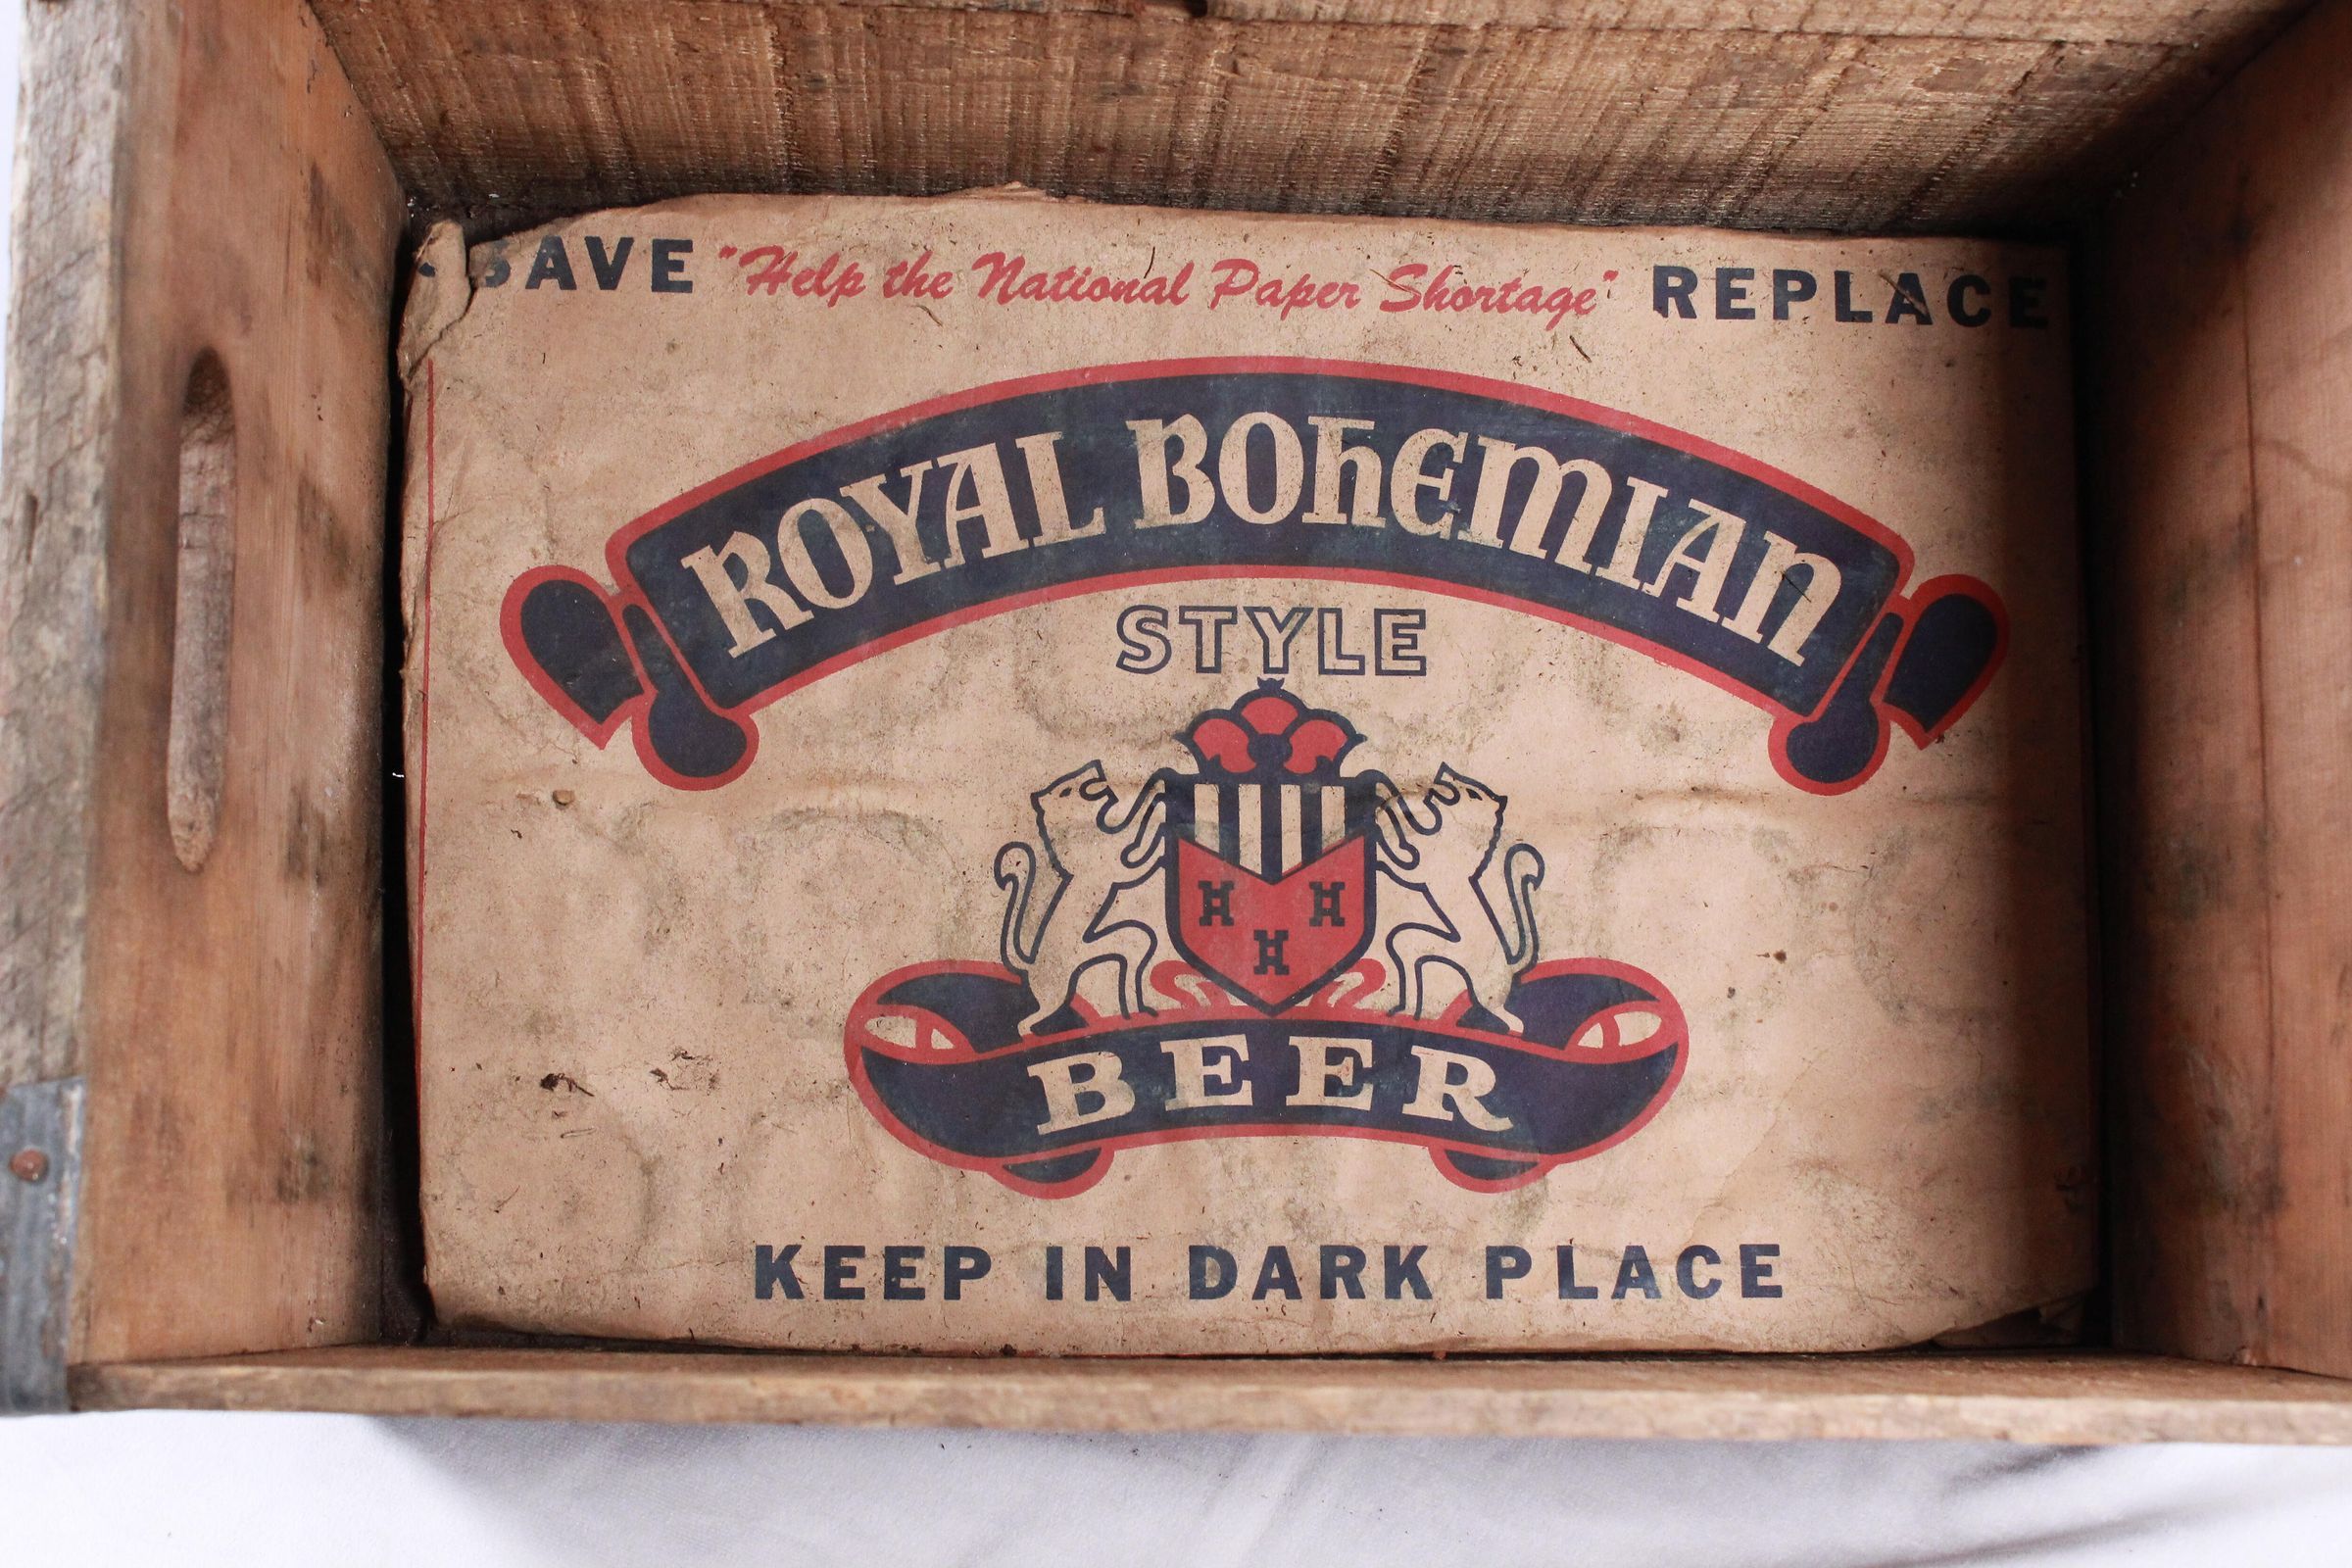 SAVE "Help the National Paper Shortage" REPLACE
ROYAL BOHEMIAN
STYLE
BEER
KEEP IN DARK PLACE